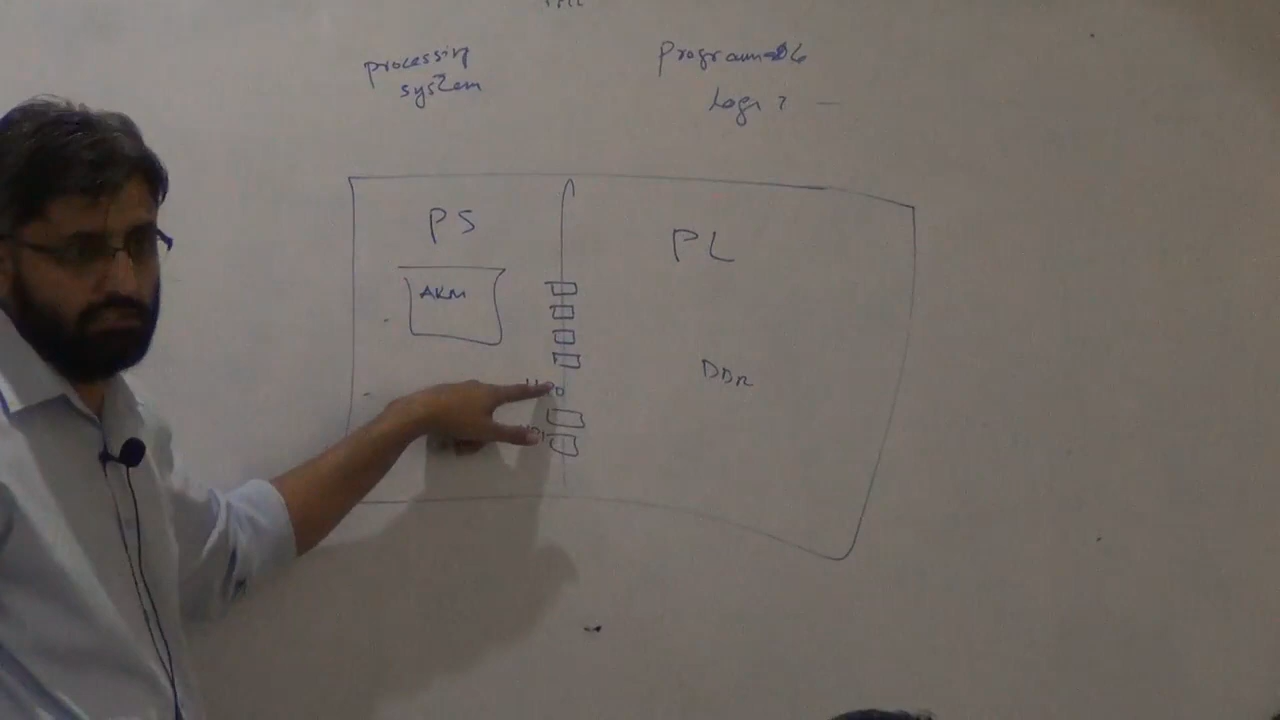 processing
system
Programmable
Logic
PS
PL
ARM
DDR